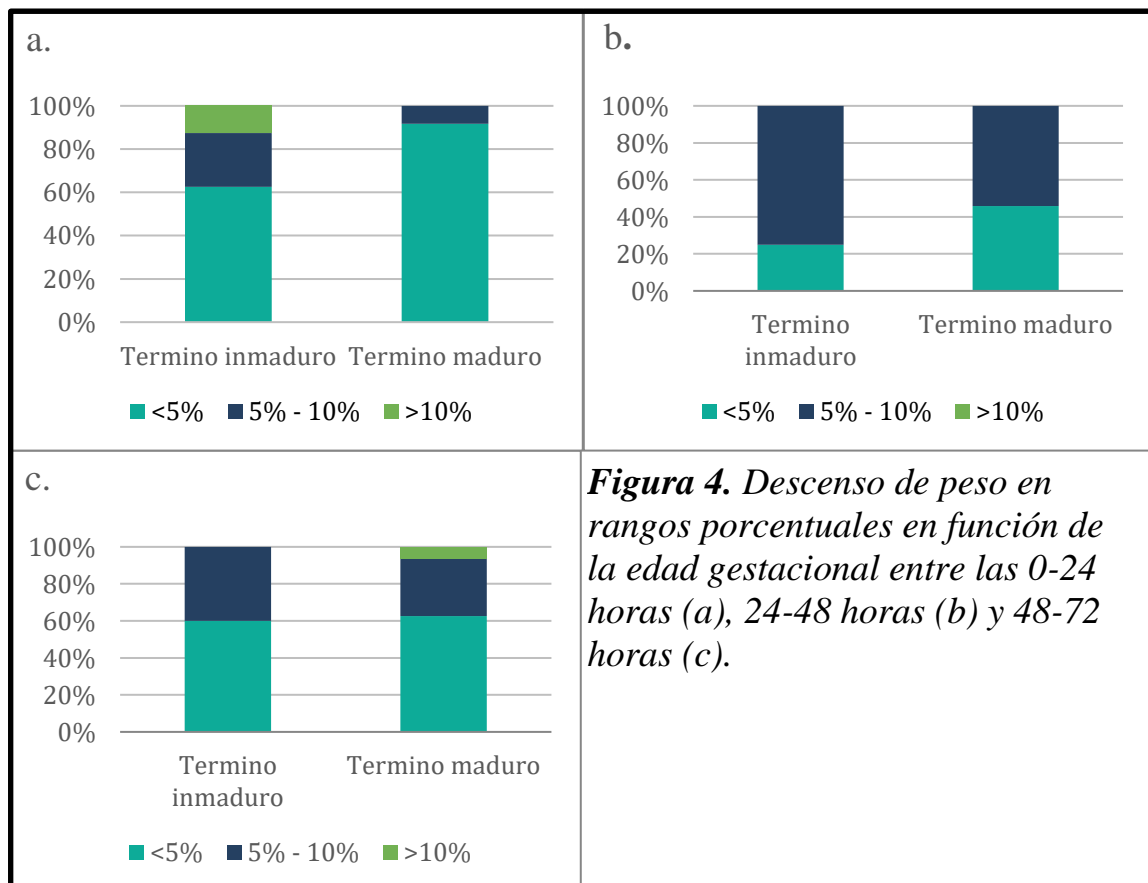 a.
100%
80%
60%
40%
20%
0%
Termino inmaduro Termino maduro
<5% 5% - 10% >10%
b.
100%
80%
60%
40%
20%
0%
Termino
inmaduro
Termino maduro
<5% 5% - 10% >10%
c.
100%
80%
60%
40%
20%
0%
Termino
inmaduro
Termino maduro
<5% 5% - 10% >10%
Figura 4. Descenso de peso en
rangos porcentuales en función de
la edad gestacional entre las 0-24
horas (a), 24-48 horas (b) y 48-72
horas (c).